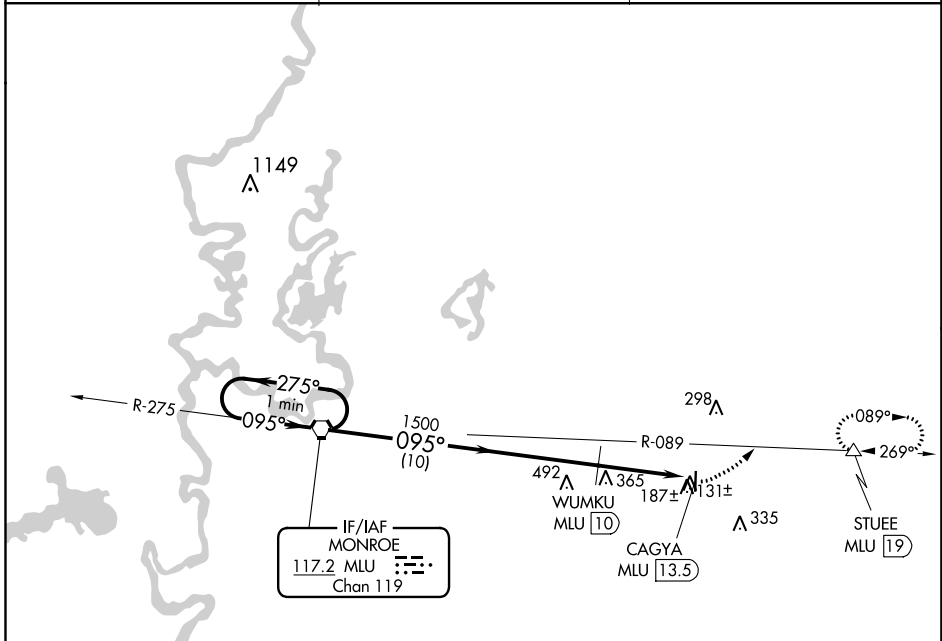 1149
275°
1 min
R-275
095°
1500
095°
(10)
298
R-089
089°
269°
492
365
187±
131±
335
WUMKU
MLU 10
CAGYA
MLU 13.5
STUEE
MLU 19
IF/IAF
MONROE
117.2 MLU
Chan 119